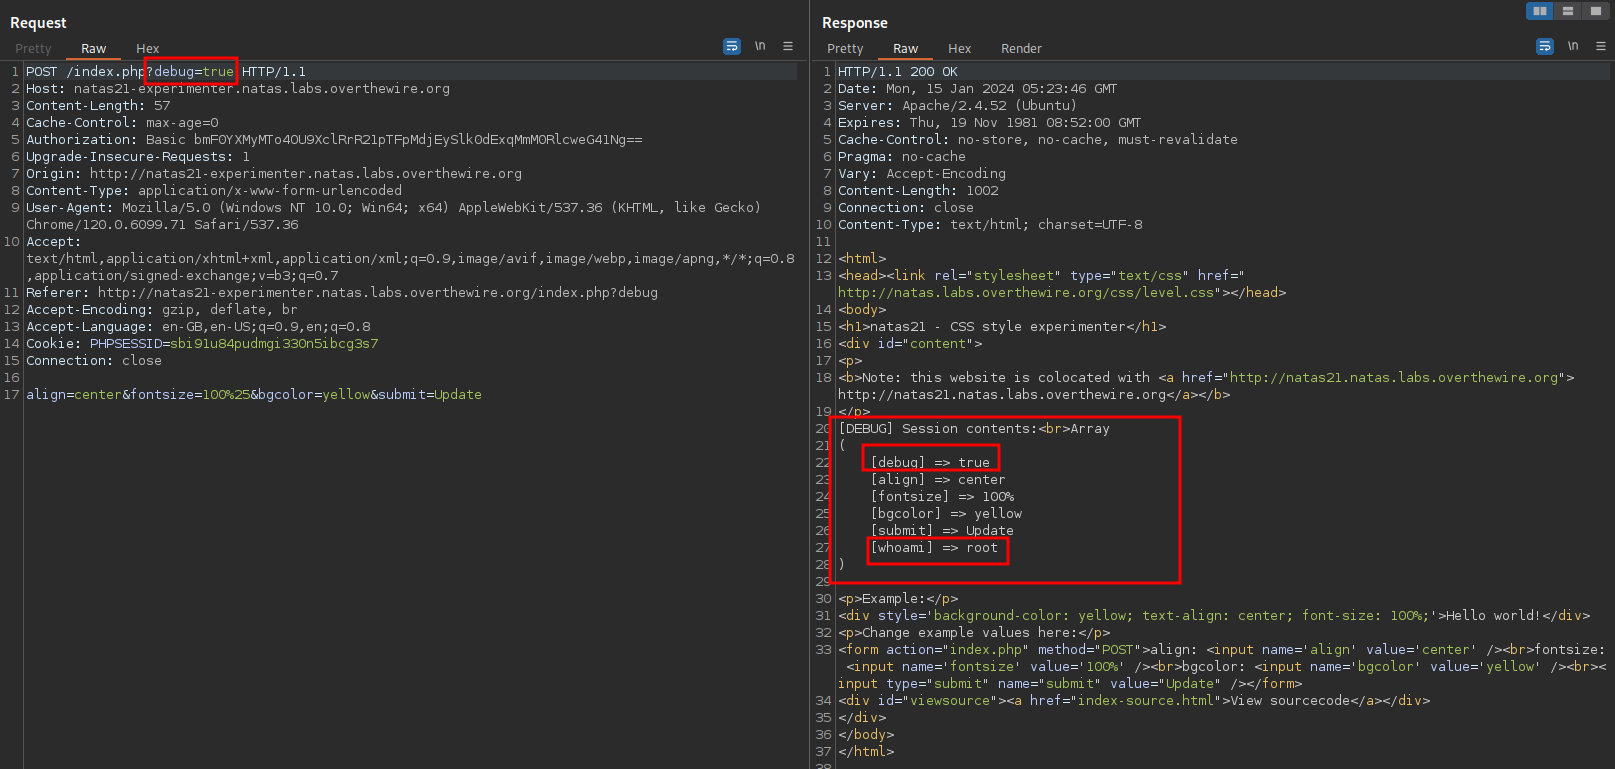 Request
Pretty Raw Hex
\n
1 POST /index.php?debug=true HTTP/1.1
2 Host: natas21-experimenter.natas.labs.overthewire.org
3 Content-Length: 57
4 Cache-Control: max-age=0
5 Authorization: Basic bmF0YXMyMTo4OU9XclRrR21pTFpMdjEySlk0dExqMmM0RlcweG41Ng==
6 Upgrade-Insecure-Requests: 1
7 Origin: http://natas21-experimenter.natas.labs.overthewire.org
8 Content-Type: application/x-www-form-urlencoded
9 User-Agent: Mozilla/5.0 (Windows NT 10.0; Win64; x64) AppleWebKit/537.36 (KHTML, like Gecko)
Chrome/120.0.6099.71 Safari/537.36
10 Accept:
text/html,application/xhtml+xml,application/xml;q=0.9,image/avif,image/webp,image/apng,*/*;q=0.8
,application/signed-exchange;v=b3;q=0.7
11 Referer: http://natas21-experimenter.natas.labs.overthewire.org/index.php?debug
12 Accept-Encoding: gzip, deflate, br
13 Accept-Language: en-GB,en-US;q=0.9,en;q=0.8
14 Cookie: PHPSESSID=sbi91u84pudmgi330n5ibcg3s7
15 Connection: close
16
17 align=center&fontsize=100%25&bgcolor=yellow&submit=Update
Response
Pretty Raw Hex Render
\n
1 HTTP/1.1 200 OK
2 Date: Mon, 15 Jan 2024 05:23:46 GMT
3 Server: Apache/2.4.52 (Ubuntu)
4 Expires: Thu, 19 Nov 1981 08:52:00 GMT
5 Cache-Control: no-store, no-cache, must-revalidate
6 Pragma: no-cache
7 Vary: Accept-Encoding
8 Content-Length: 1002
9 Connection: close
10 Content-Type: text/html; charset=UTF-8
11
12 <html>
13 <head><link rel="stylesheet" type="text/css" href="
http://natas.labs.overthewire.org/css/level.css"></head>
14 <body>
15 <h1>natas21 - CSS style experimenter</h1>
16 <div id="content">
17 <p>
18 <b>Note: this website is colocated with <a href="http://natas21.natas.labs.overthewire.org">
http://natas21.natas.labs.overthewire.org</a></b>
19 </p>
20 [DEBUG] Session contents:<br>Array
21 (
22 [debug] => true
23 [align] => center
24 [fontsize] => 100%
25 [bgcolor] => yellow
26 [submit] => Update
27 [whoami] => root
28 )
29
30 <p>Example:</p>
31 <div style='background-color: yellow; text-align: center; font-size: 100%;'>Hello world!</div>
32 <p>Change example values here:</p>
33 <form action="index.php" method="POST">align: <input name='align' value='center' /><br>fontsize:
<input name='fontsize' value='100%' /><br>bgcolor: <input name='bgcolor' value='yellow' /><br><
input type="submit" name="submit" value="Update" /></form>
34 <div id="viewsource"><a href="index-source.html">View sourcecode</a></div>
35 </div>
36 </body>
37 </html>
38